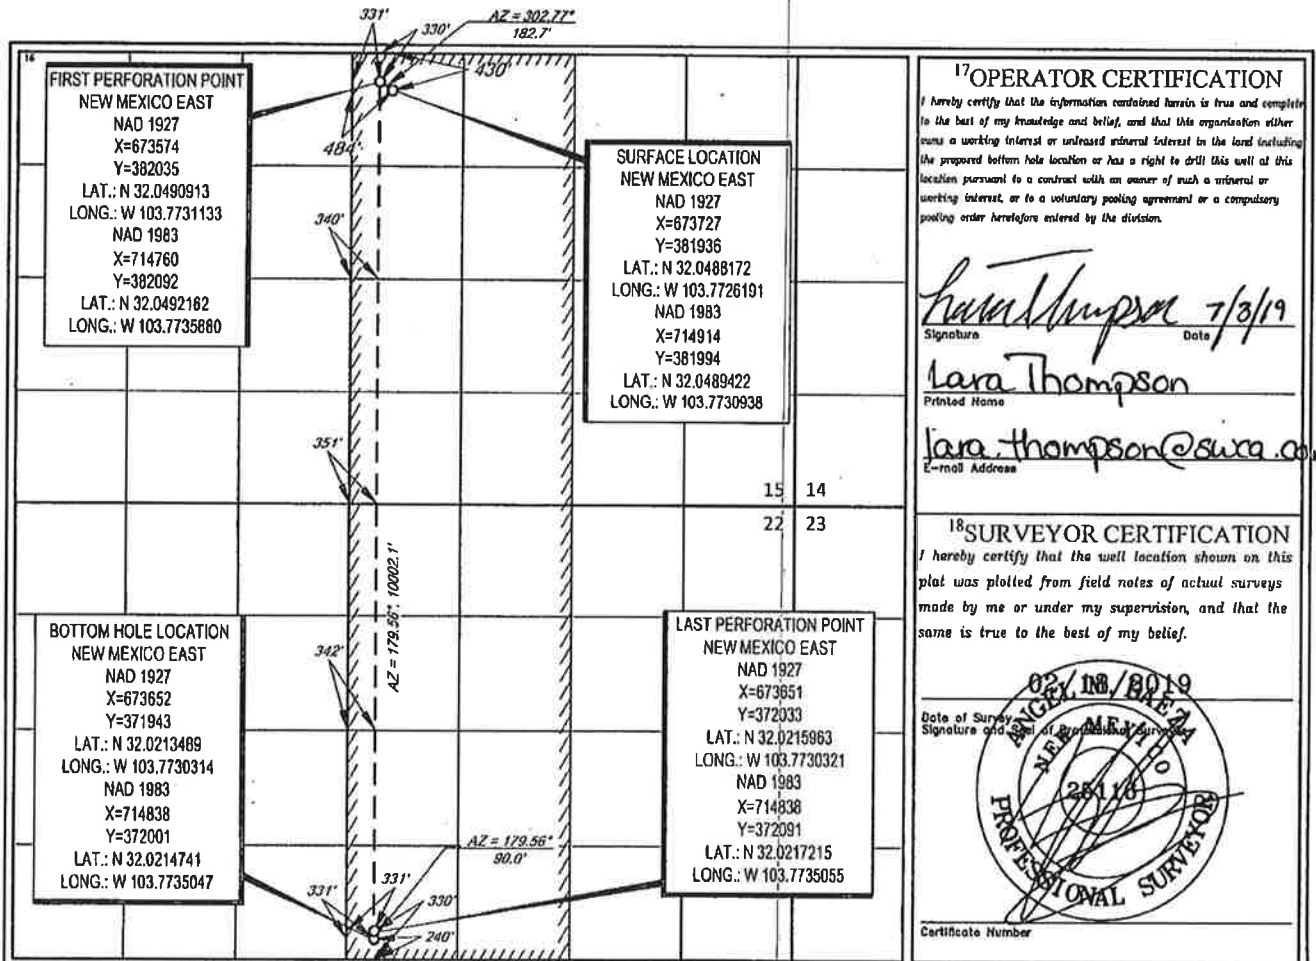 331'
330'
AZ = 302.77°
182.7'
430'
484'
16
FIRST PERFORATION POINT
NEW MEXICO EAST
NAD 1927
X=673574
Y=382035
LAT.: N 32.0490913
LONG.: W 103.7731133
NAD 1983
X=714760
Y=382092
LAT.: N 32.0492162
LONG.: W 103.7735880
SURFACE LOCATION
NEW MEXICO EAST
NAD 1927
X=673727
Y=381936
LAT.: N 32.0488172
LONG.: W 103.7726191
NAD 1983
X=714914
Y=381994
LAT.: N 32.0489422
LONG.: W 103.7730938
340'
351'
15 14
22 23
AZ = 179.56°, 10002.1'
342'
BOTTOM HOLE LOCATION
NEW MEXICO EAST
NAD 1927
X=673652
Y=371943
LAT.: N 32.0213489
LONG.: W 103.7730314
NAD 1983
X=714838
Y=372001
LAT.: N 32.0214741
LONG.: W 103.7735047
LAST PERFORATION POINT
NEW MEXICO EAST
NAD 1927
X=673651
Y=372033
LAT.: N 32.0215963
LONG.: W 103.7730321
NAD 1983
X=714838
Y=372091
LAT.: N 32.0217215
LONG.: W 103.7735055
AZ = 179.56°
90.0'
331'
331'
330'
240'
17 OPERATOR CERTIFICATION
I hereby certify that the information contained herein is true and complete
to the best of my knowledge and belief, and that this organization either
owns a working interest or unleased mineral interest in the land including
the proposed bottom hole location or has a right to drill this well at this
location pursuant to a contract with an owner of such a mineral or
working interest, or to a voluntary pooling agreement or a compulsory
pooling order heretofore entered by the division.
7/3/19
Signature Date
Lara Thompson
Printed Name
lara.thompson@swca.co
E-mail Address
18 SURVEYOR CERTIFICATION
I hereby certify that the well location shown on this
plat was plotted from field notes of actual surveys
made by me or under my supervision, and that the
same is true to the best of my belief.
2019
Date of Survey
Signature and Seal of Professional Surveyor
ANGEL M. BAEZA
NEW MEXICO
25116
PROFESSIONAL SURVEYOR
Certificate Number